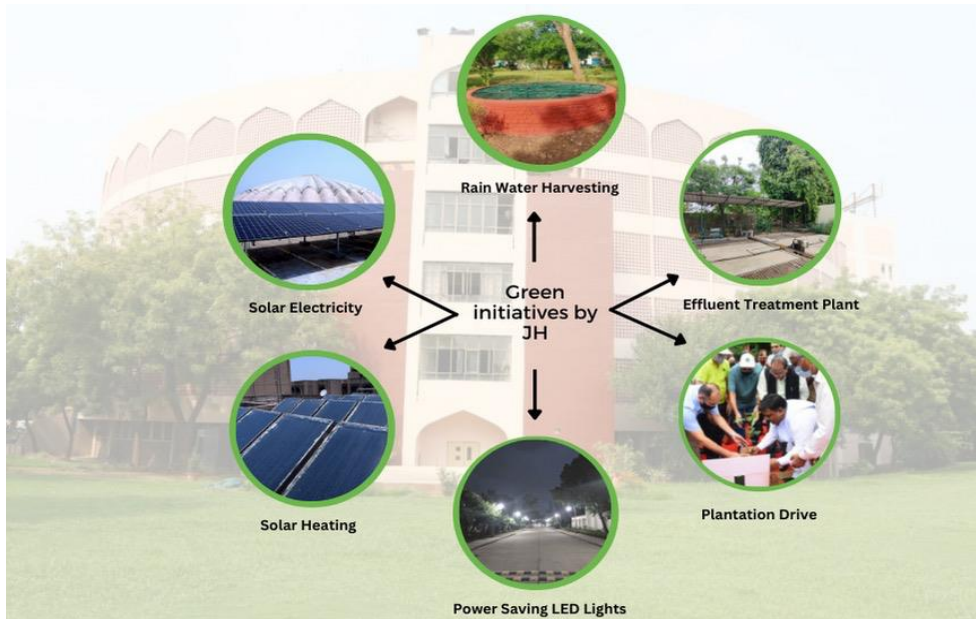 Rain Water Harvesting
Solar Electricity
Green
initiatives by
JH
Effluent Treatment Plant
Solar Heating
Plantation Drive
Power Saving LED Lights